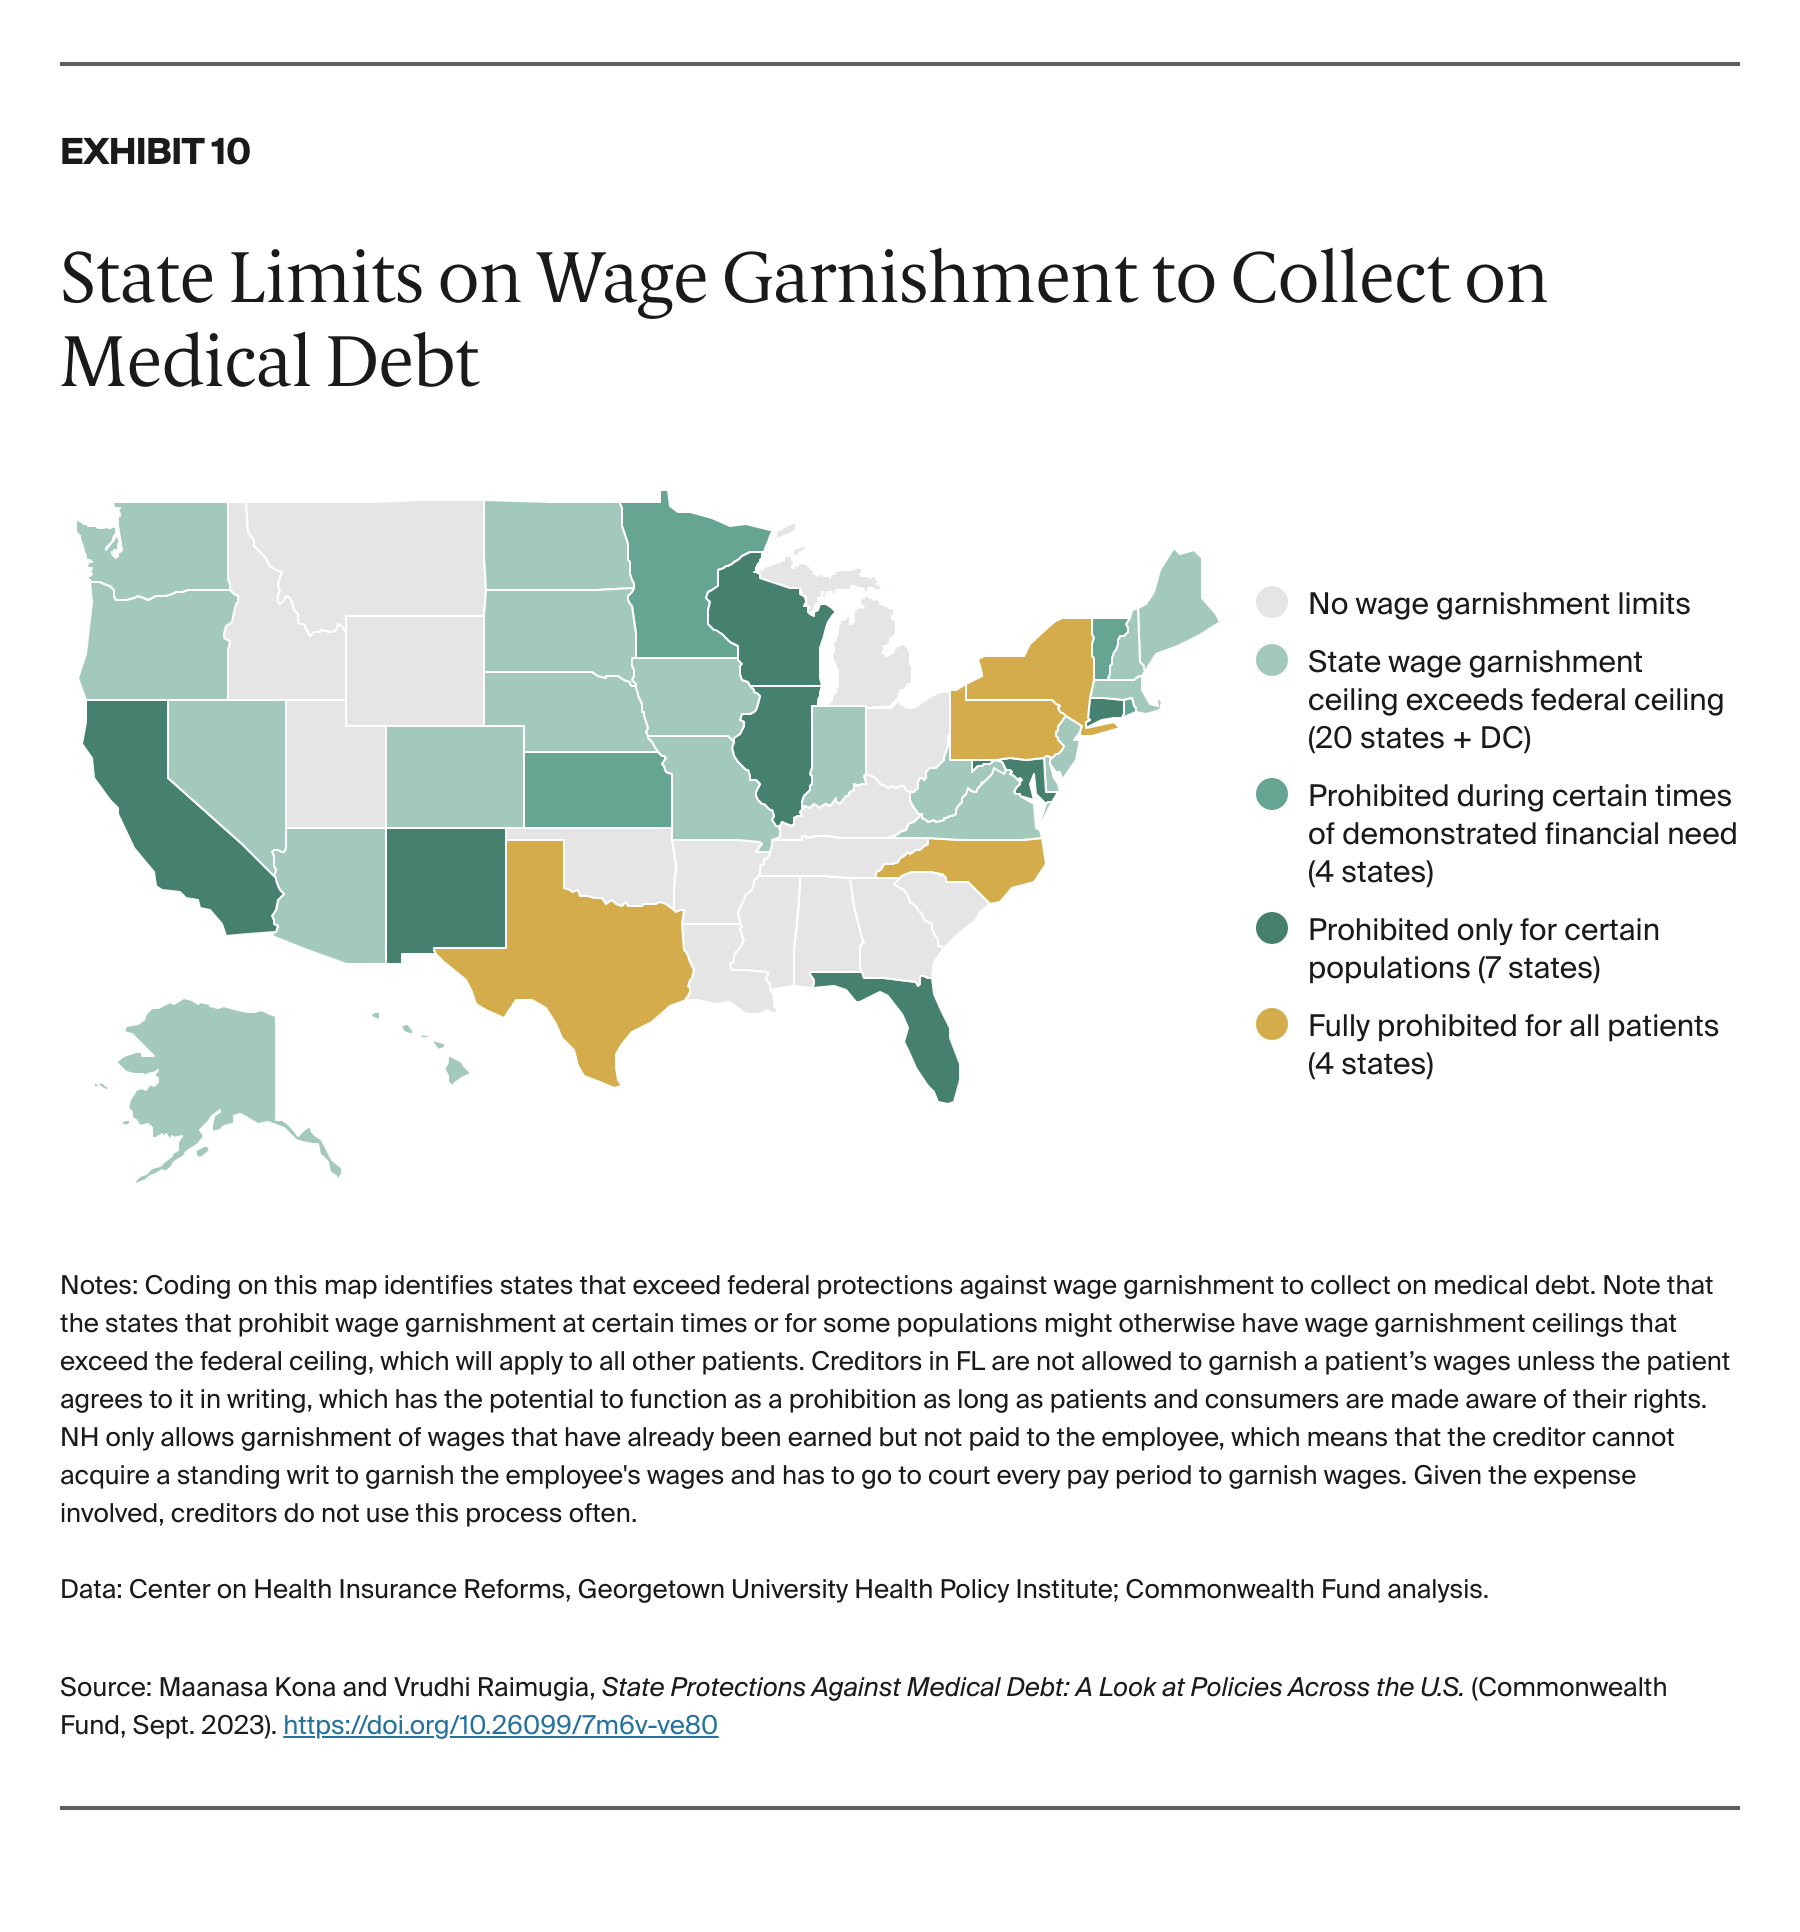 EXHIBIT 10
State Limits on Wage Garnishment to Collect on
Medical Debt
No wage garnishment limits
State wage garnishment
ceiling exceeds federal ceiling
(20 states + DC)
Prohibited during certain times
of demonstrated financial need
(4 states)
Prohibited only for certain
populations (7 states)
Fully prohibited for all patients
(4 states)
Notes: Coding on this map identifies states that exceed federal protections against wage garnishment to collect on medical debt. Note that
the states that prohibit wage garnishment at certain times or for some populations might otherwise have wage garnishment ceilings that
exceed the federal ceiling, which will apply to all other patients. Creditors in FL are not allowed to garnish a patient’s wages unless the patient
agrees to it in writing, which has the potential to function as a prohibition as long as patients and consumers are made aware of their rights.
NH only allows garnishment of wages that have already been earned but not paid to the employee, which means that the creditor cannot
acquire a standing writ to garnish the employee's wages and has to go to court every pay period to garnish wages. Given the expense
involved, creditors do not use this process often.
Data: Center on Health Insurance Reforms, Georgetown University Health Policy Institute; Commonwealth Fund analysis.
Source: Maanasa Kona and Vrudhi Raimugia, State Protections Against Medical Debt: A Look at Policies Across the U.S. (Commonwealth
Fund, Sept. 2023). https://doi.org/10.26099/7m6v-ve80